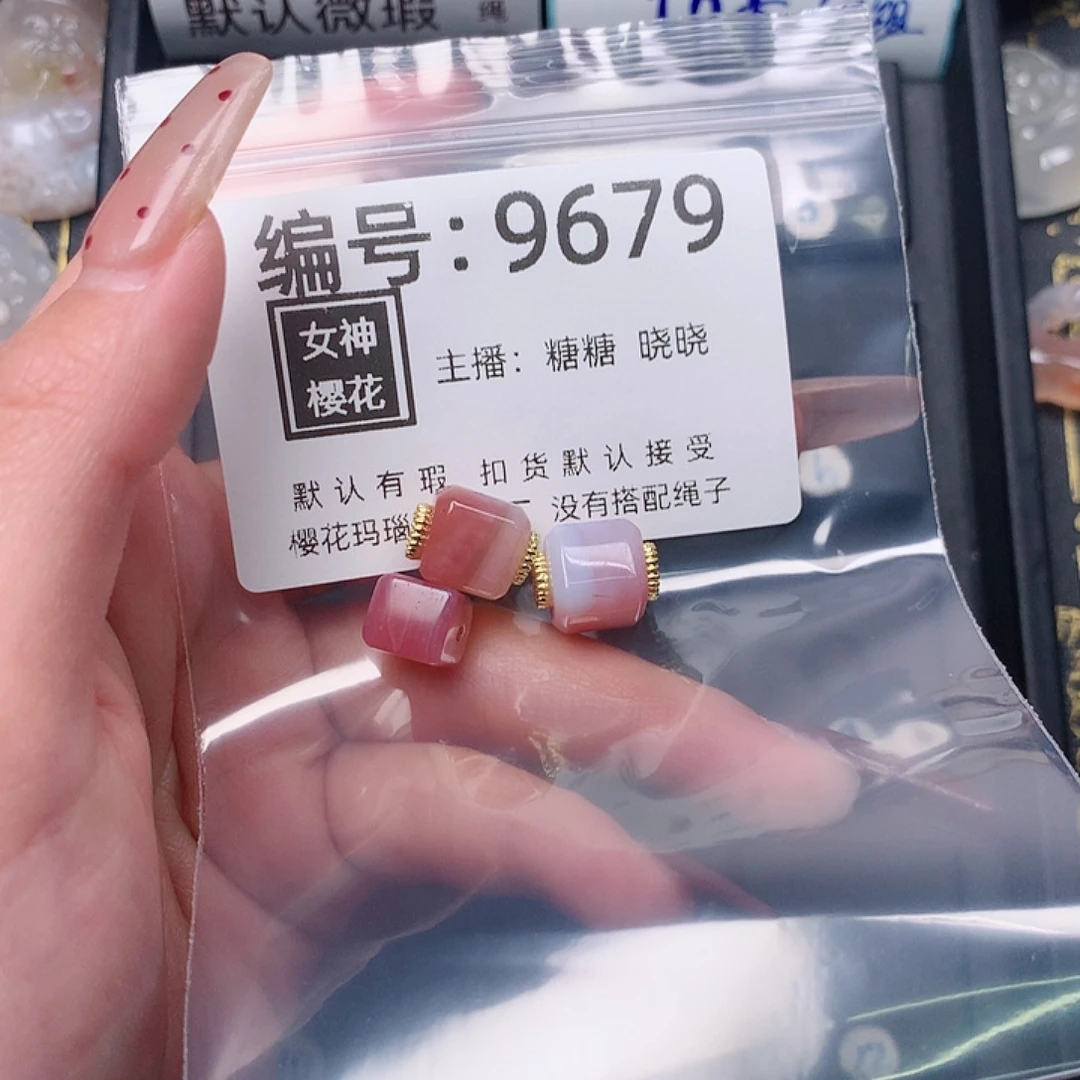 默认微瑕 绳
编号:9679
女神
樱花
主播: 糖糖 晓晓
默认有瑕 扣货默认接受
樱花玛瑙 没有搭配绳子